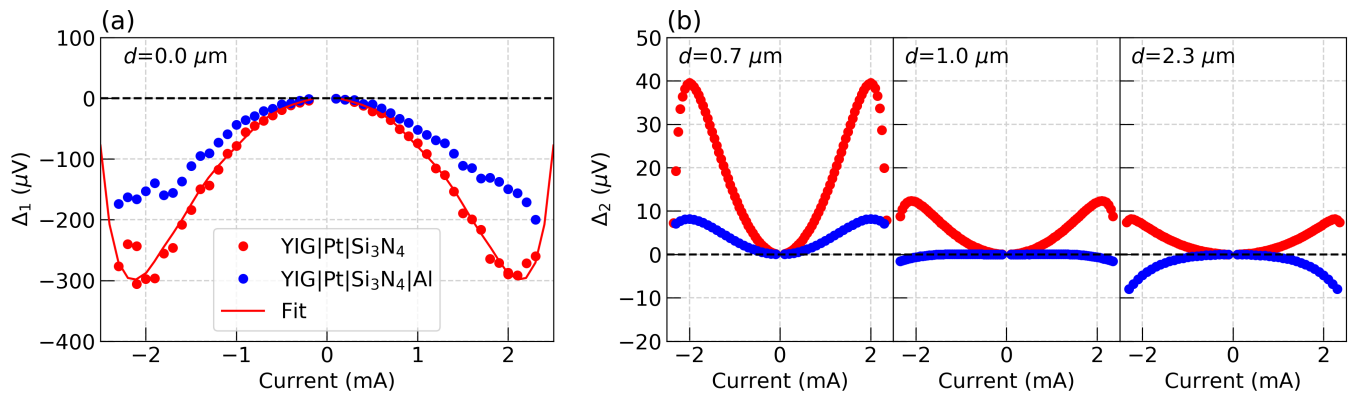 (a)
d=0.0 μm
100
0
−100
−200
−300
−400
Δ₁ (μV)
YIG|Pt|Si₃N₄
YIG|Pt|Si₃N₄|Al
Fit
−2 −1 0 1 2
Current (mA)
(b)
d=0.7 μm d=1.0 μm d=2.3 μm
50
40
30
20
10
0
−10
−20
Δ₂ (μV)
−2 0 2 −2 0 2 −2 0 2
Current (mA) Current (mA) Current (mA)